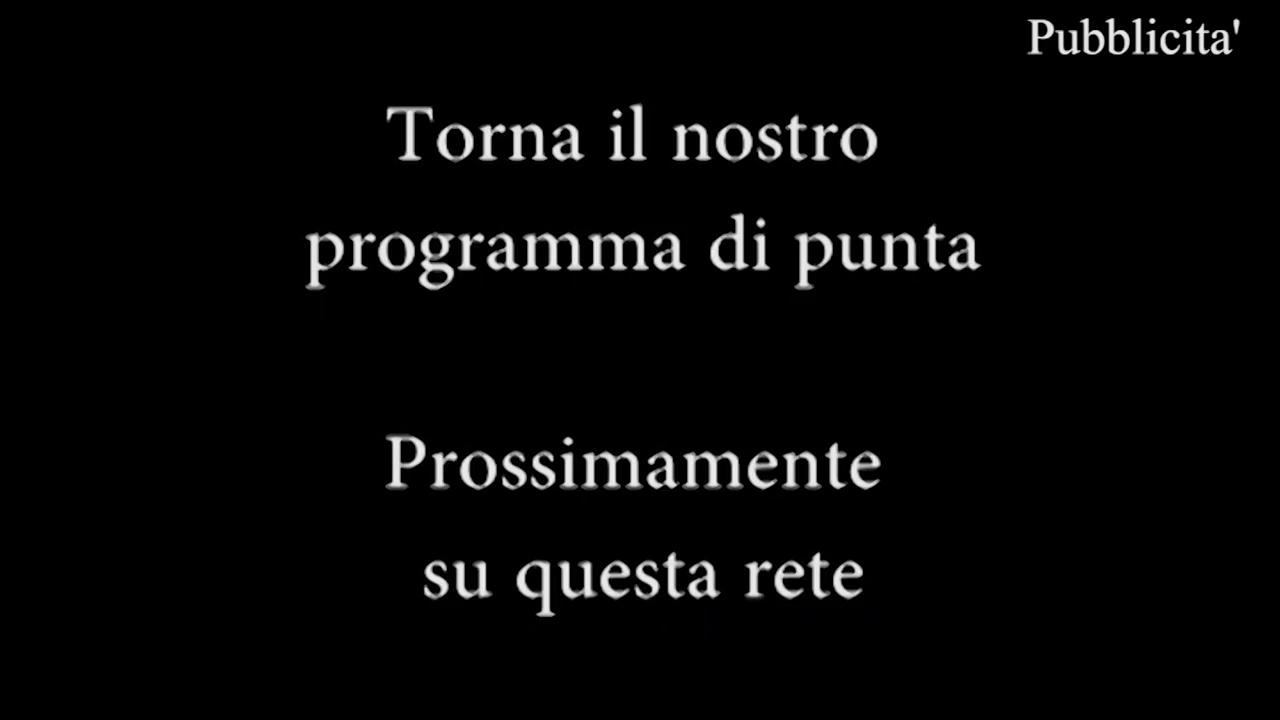 Pubblicita'
Torna il nostro
programma di punta
Prossimamente
su questa rete